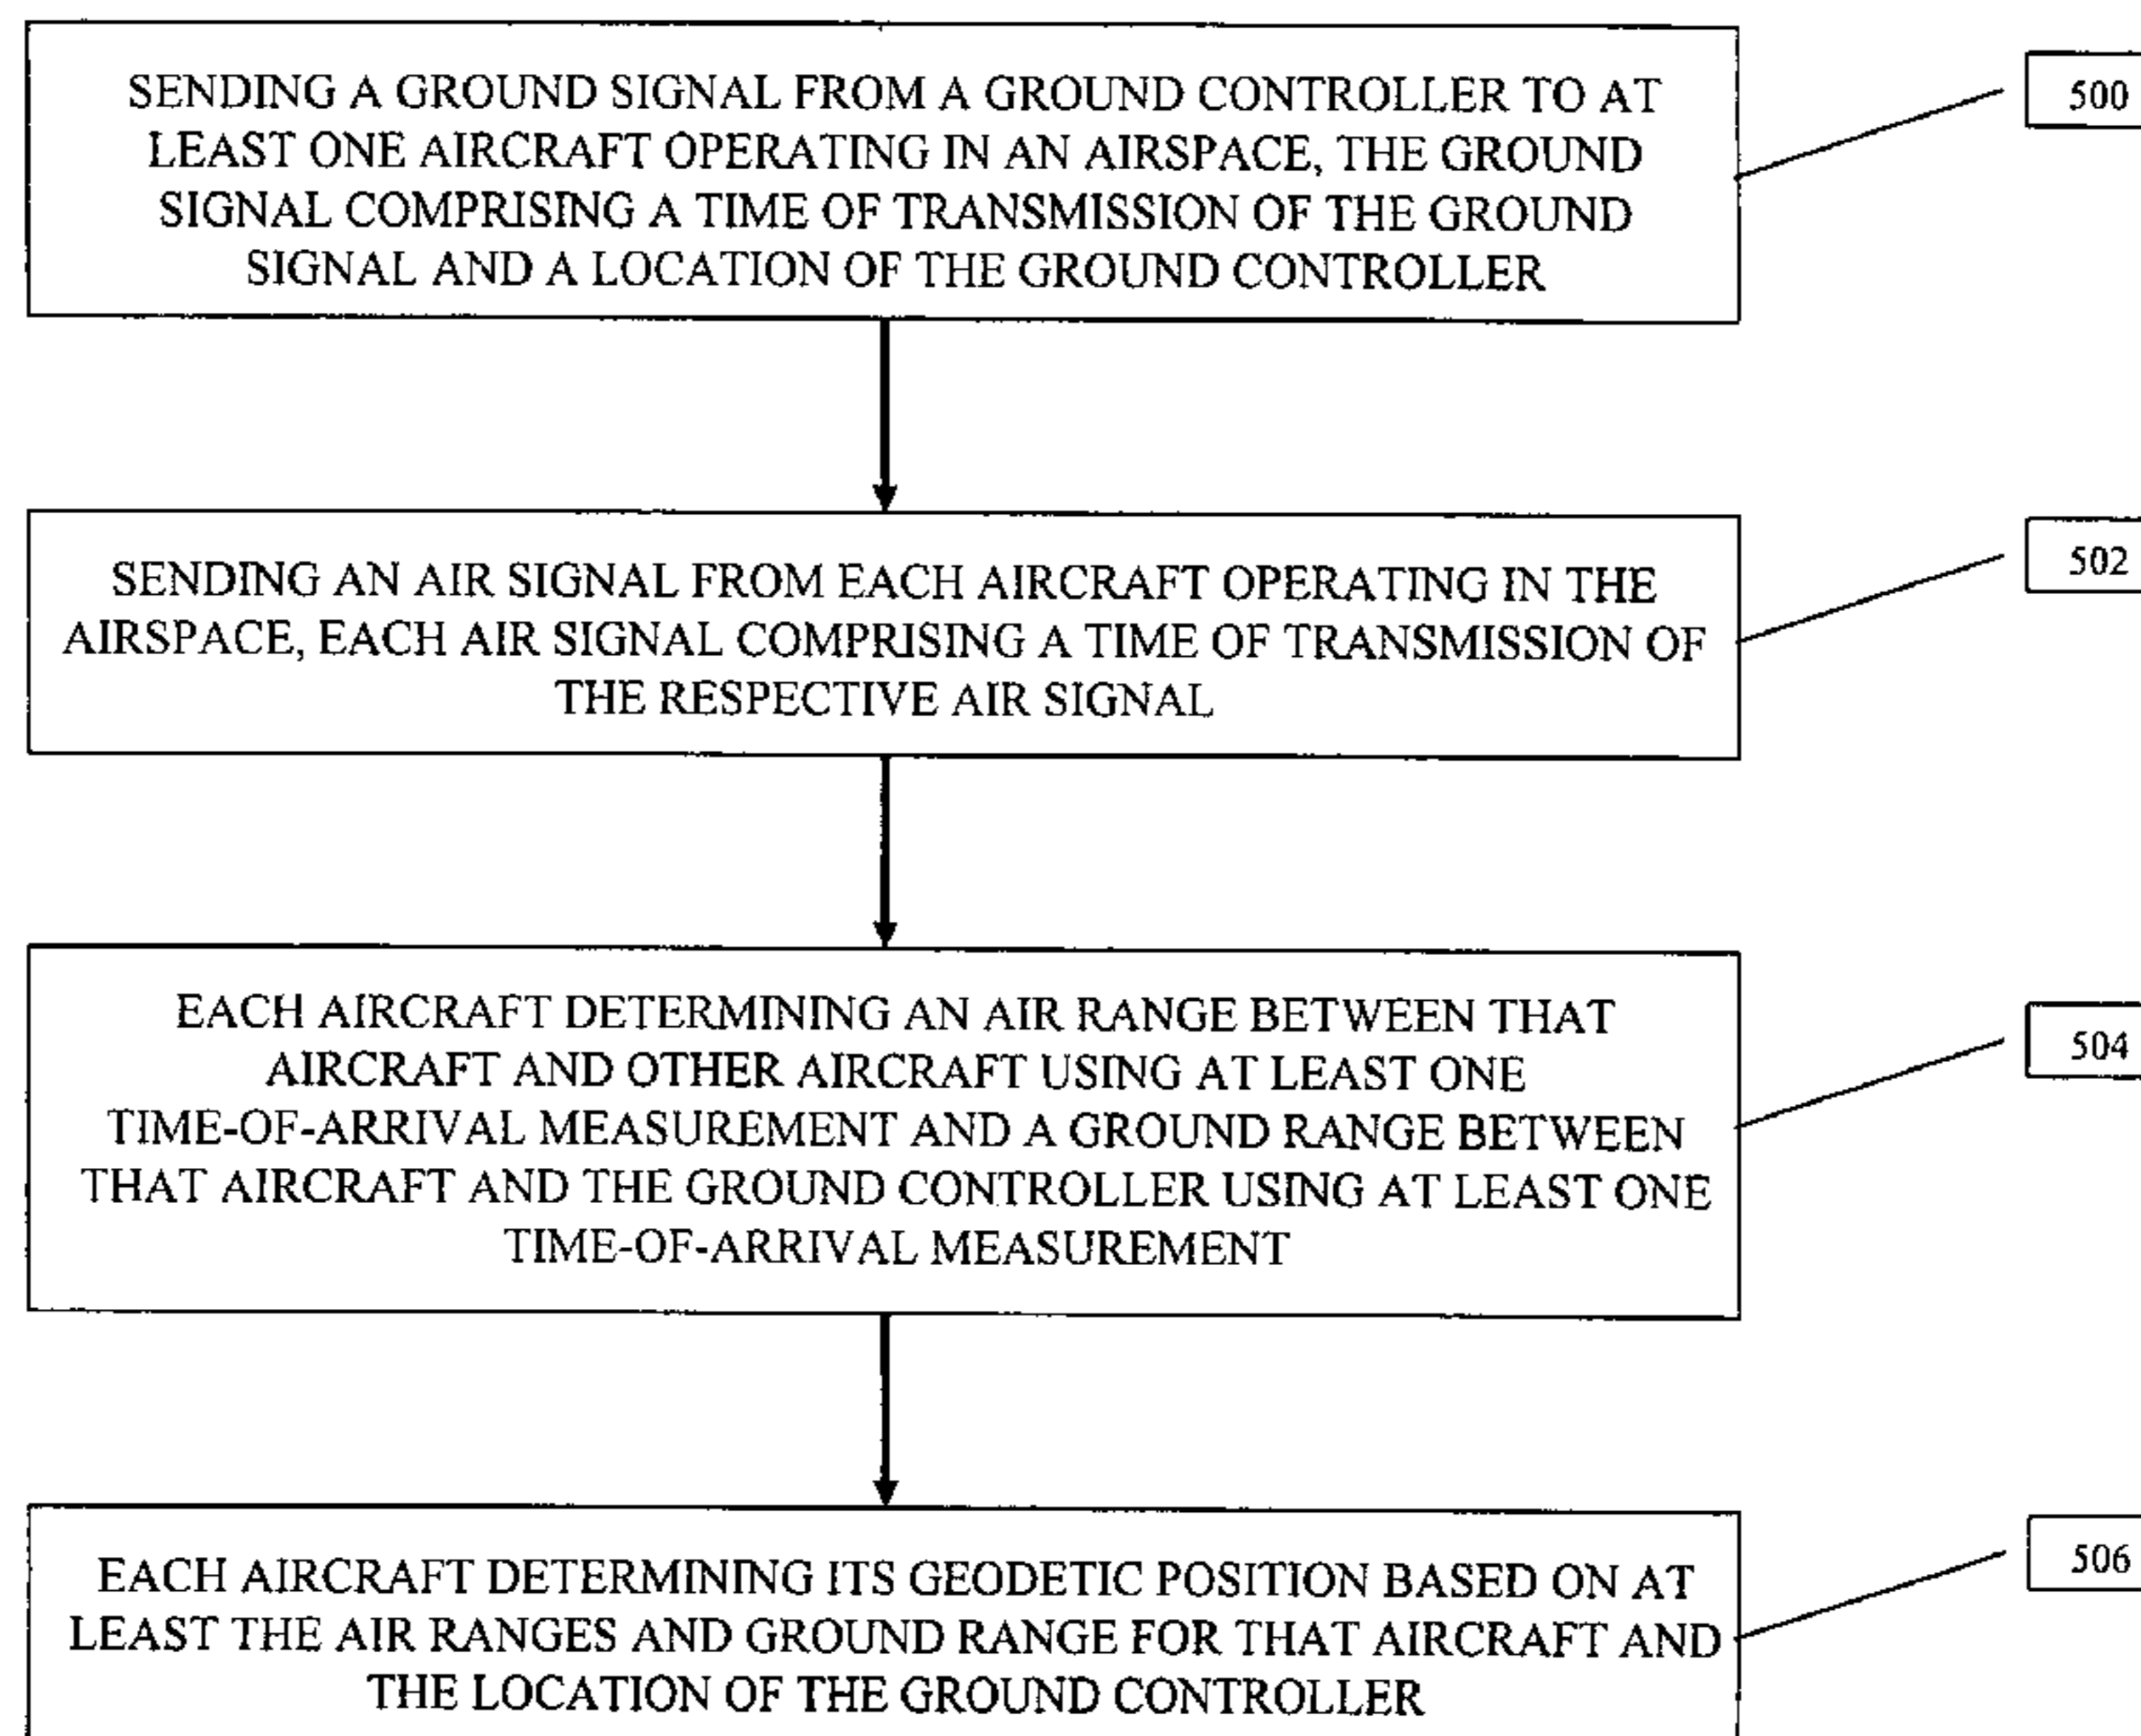 SENDING A GROUND SIGNAL FROM A GROUND CONTROLLER TO AT
LEAST ONE AIRCRAFT OPERATING IN AN AIRSPACE, THE GROUND
SIGNAL COMPRISING A TIME OF TRANSMISSION OF THE GROUND
SIGNAL AND A LOCATION OF THE GROUND CONTROLLER
500
SENDING AN AIR SIGNAL FROM EACH AIRCRAFT OPERATING IN THE
AIRSPACE, EACH AIR SIGNAL COMPRISING A TIME OF TRANSMISSION OF
THE RESPECTIVE AIR SIGNAL
502
EACH AIRCRAFT DETERMINING AN AIR RANGE BETWEEN THAT
AIRCRAFT AND OTHER AIRCRAFT USING AT LEAST ONE
TIME-OF-ARRIVAL MEASUREMENT AND A GROUND RANGE BETWEEN
THAT AIRCRAFT AND THE GROUND CONTROLLER USING AT LEAST ONE
TIME-OF-ARRIVAL MEASUREMENT
504
EACH AIRCRAFT DETERMINING ITS GEODETIC POSITION BASED ON AT
LEAST THE AIR RANGES AND GROUND RANGE FOR THAT AIRCRAFT AND
THE LOCATION OF THE GROUND CONTROLLER
506